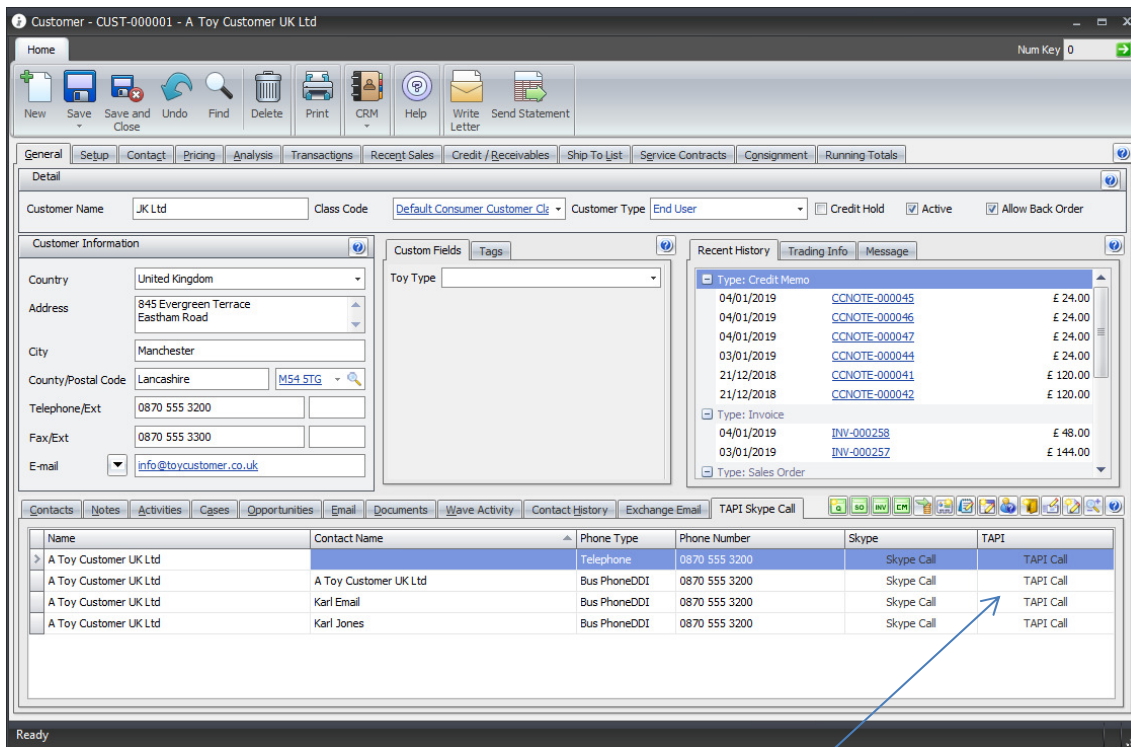 Customer - CUST-000001 - A Toy Customer UK Ltd
Home Num Key 0
New Save Save and Close Undo Find Delete Print CRM Help Write Letter Send Statement
General Setup Contact Pricing Analysis Transactions Recent Sales Credit / Receivables Ship To List Service Contracts Consignment Running Totals
Detail
Customer Name JK Ltd Class Code Default Consumer Customer Cla Customer Type End User Credit Hold Active Allow Back Order
Customer Information
Country United Kingdom
Address 845 Evergreen Terrace
Eastham Road
City Manchester
County/Postal Code Lancashire M54 5TG
Telephone/Ext 0870 555 3200
Fax/Ext 0870 555 3300
E-mail info@toycustomer.co.uk
Custom Fields Tags
Toy Type
Recent History Trading Info Message
Type: Credit Memo
04/01/2019 CCNOTE-000045 £ 24.00
04/01/2019 CCNOTE-000046 £ 24.00
04/01/2019 CCNOTE-000047 £ 24.00
03/01/2019 CCNOTE-000044 £ 24.00
21/12/2018 CCNOTE-000041 £ 120.00
21/12/2018 CCNOTE-000042 £ 120.00
Type: Invoice
04/01/2019 INV-000258 £ 48.00
03/01/2019 INV-000257 £ 144.00
Type: Sales Order
Contacts Notes Activities Cases Opportunities Email Documents Wave Activity Contact History Exchange Email TAPI Skype Call Q SO INV CM
Name Contact Name Phone Type Phone Number Skype TAPI
A Toy Customer UK Ltd Telephone 0870 555 3200 Skype Call TAPI Call
A Toy Customer UK Ltd A Toy Customer UK Ltd Bus PhoneDDI 0870 555 3200 Skype Call TAPI Call
A Toy Customer UK Ltd Karl Email Bus PhoneDDI 0870 555 3200 Skype Call TAPI Call
A Toy Customer UK Ltd Karl Jones Bus PhoneDDI 0870 555 3200 Skype Call TAPI Call
Ready